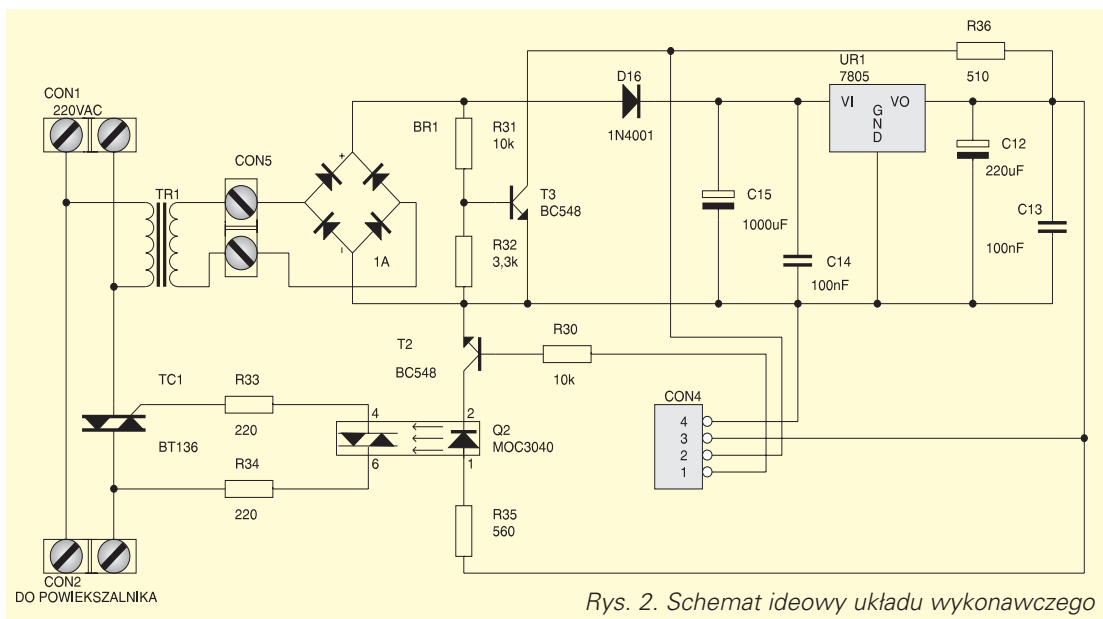 R36
510
UR1
7805
VI
VO
GND
D16
1N4001
CON1
220VAC
BR1
R31
10k
CON5
+
C12
220uF
TR1
T3
BC548
C15
1000uF
C13
100nF
R32
3,3k
-
1A
C14
100nF
T2
BC548
R30
10k
TC1
BT136
R33
220
CON4
4
3
2
1
4
2
Q2
MOC3040
6
1
R34
220
R35
560
CON2
DO POWIEKSZALNIKA
Rys. 2. Schemat ideowy układu wykonawczego